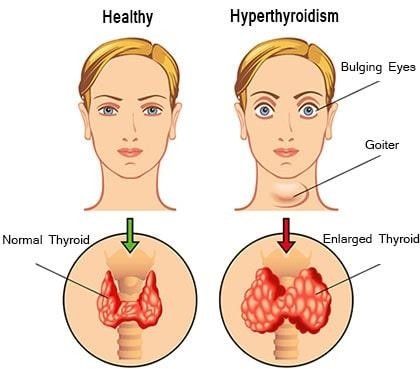 Healthy
Hyperthyroidism
Bulging Eyes
Goiter
Normal Thyroid
Enlarged Thyroid